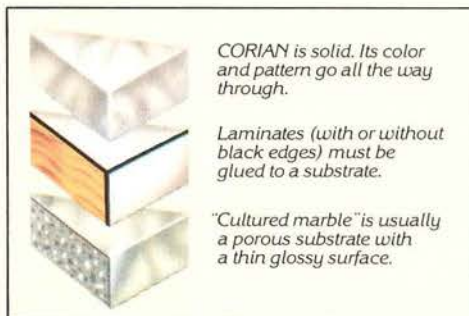 CORIAN is solid. Its color
and pattern go all the way
through.
Laminates (with or without
black edges) must be
glued to a substrate.
"Cultured marble" is usually
a porous substrate with
a thin glossy surface.